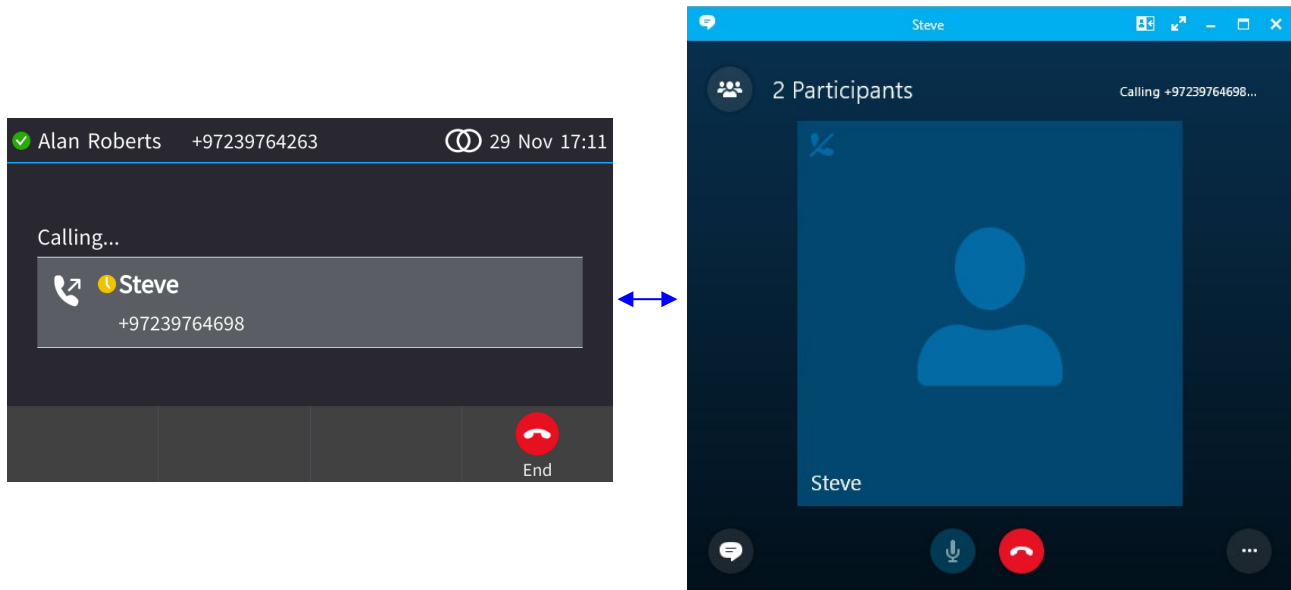 Alan Roberts +97239764263 29 Nov 17:11
Calling...
Steve
+97239764698
End
Steve
2 Participants Calling +97239764698...
Steve